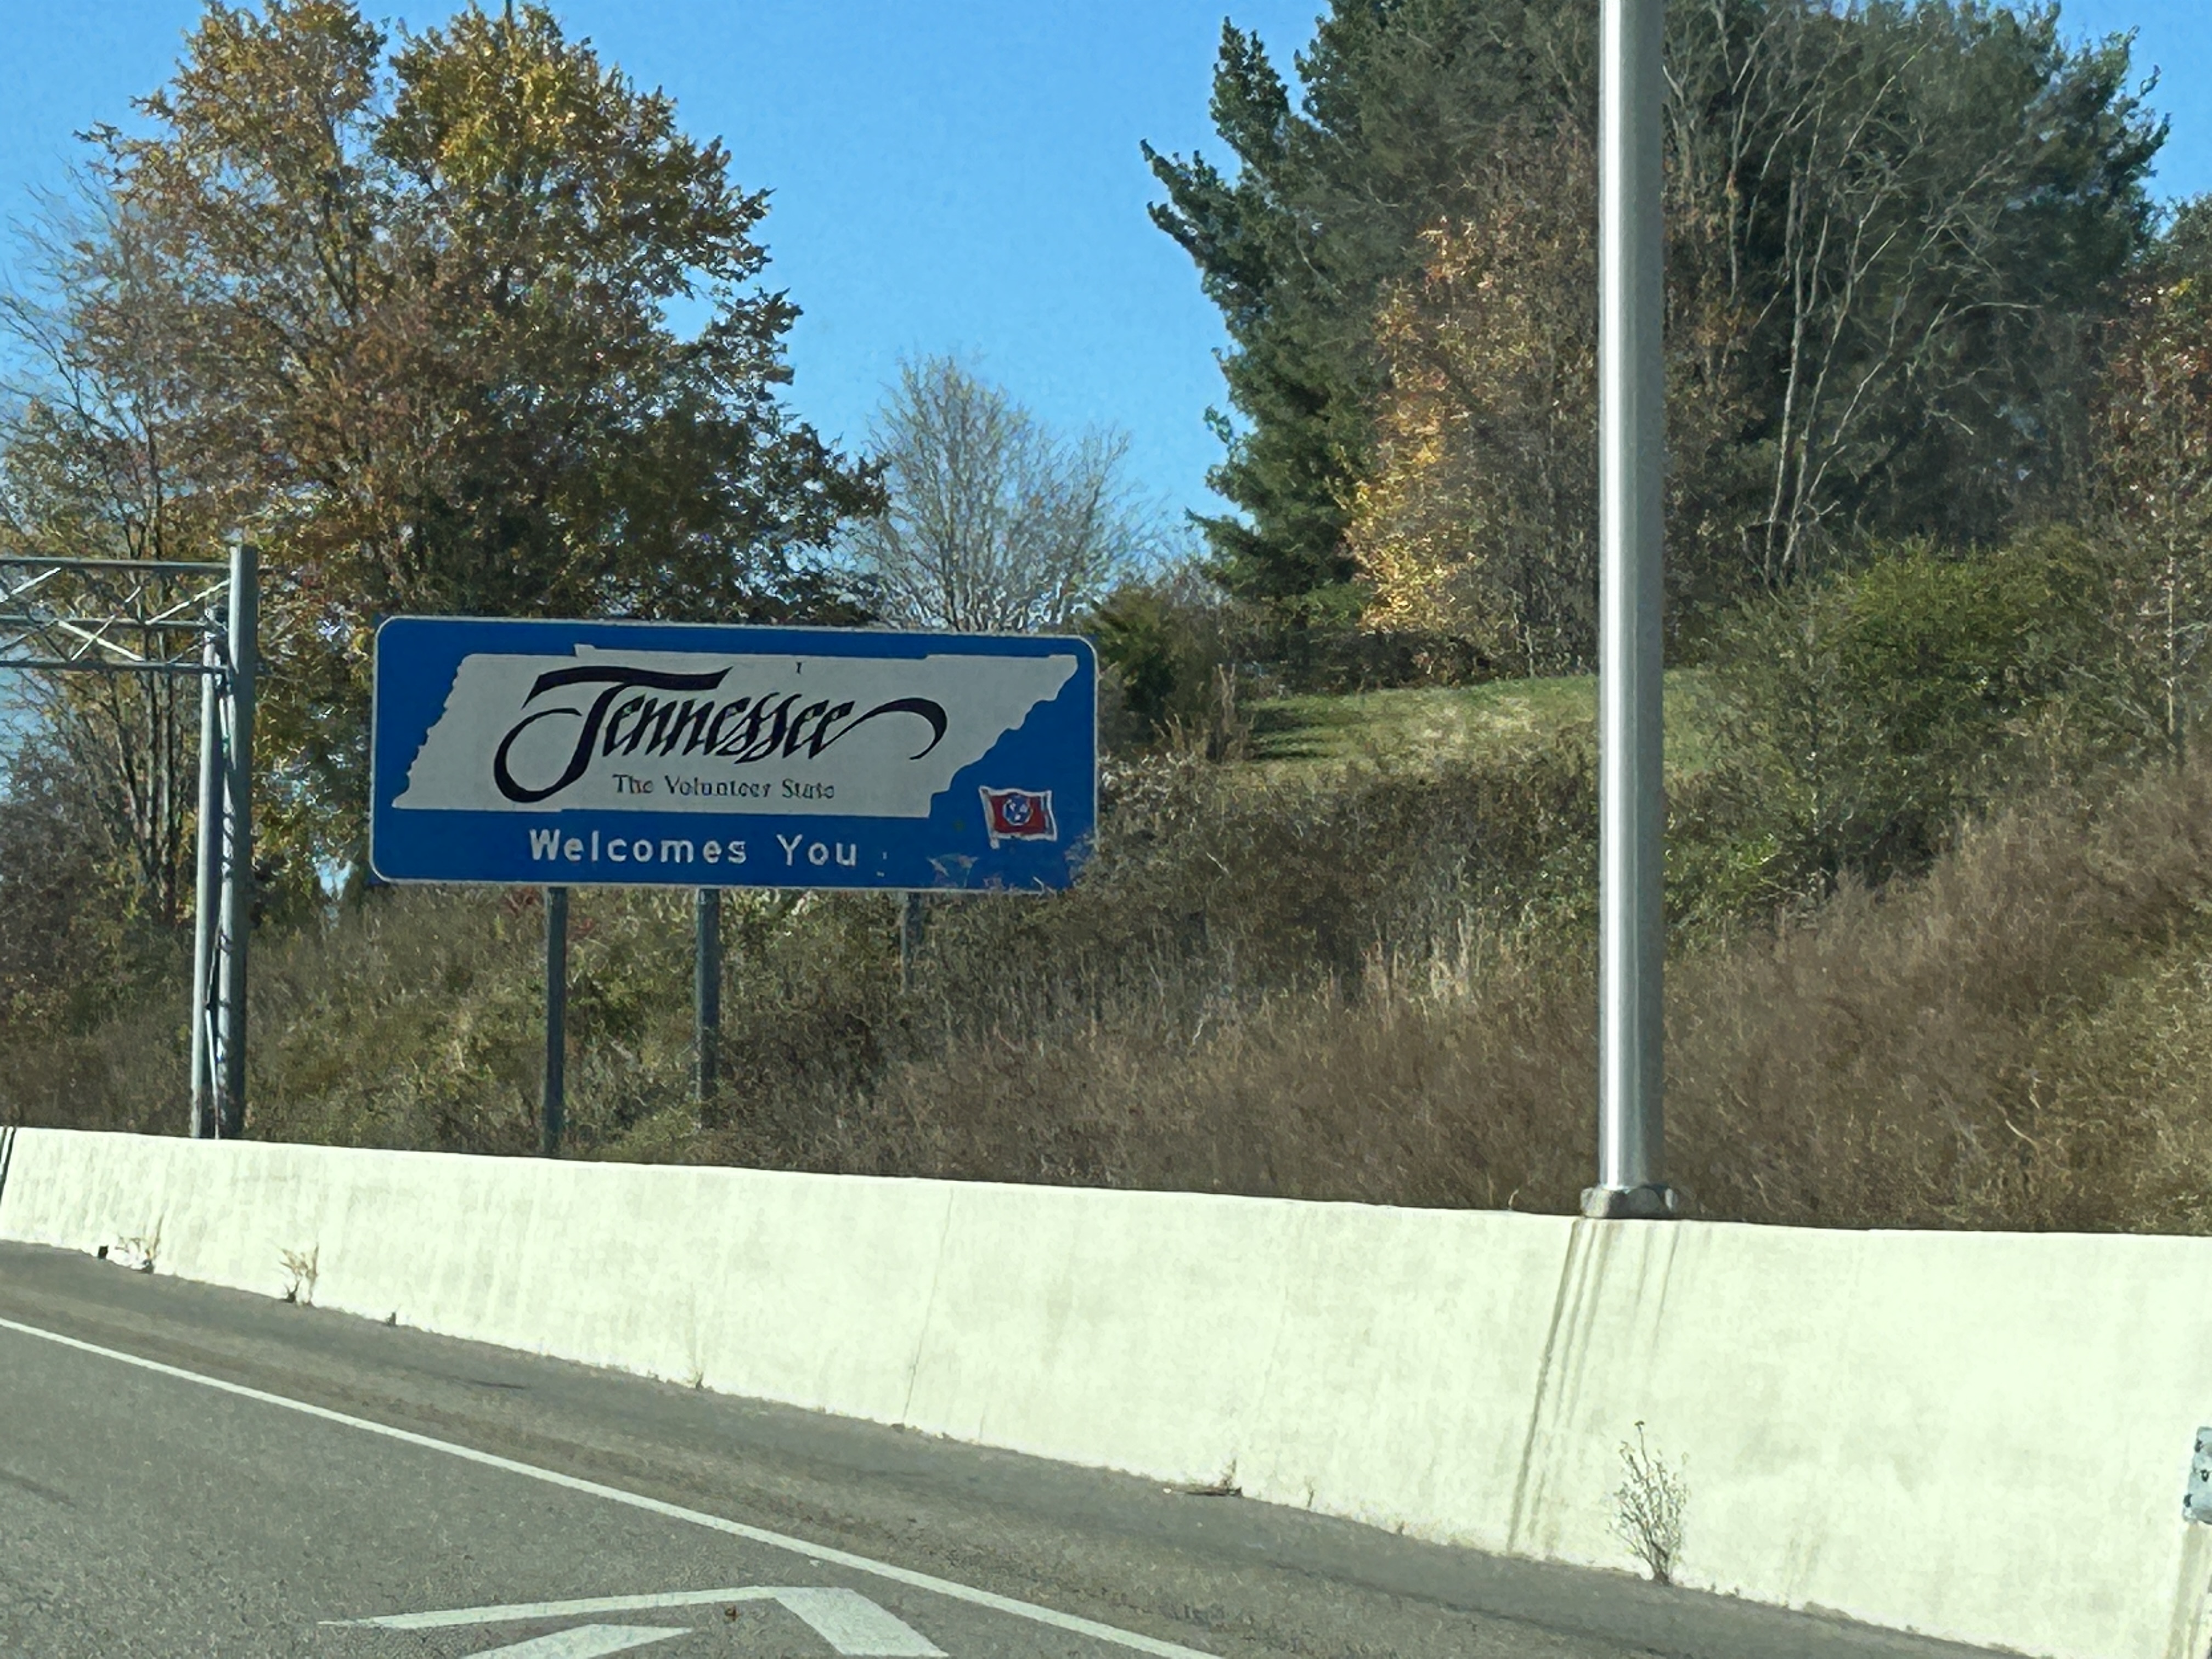 Tennessee
The Volunteer State
Welcomes You